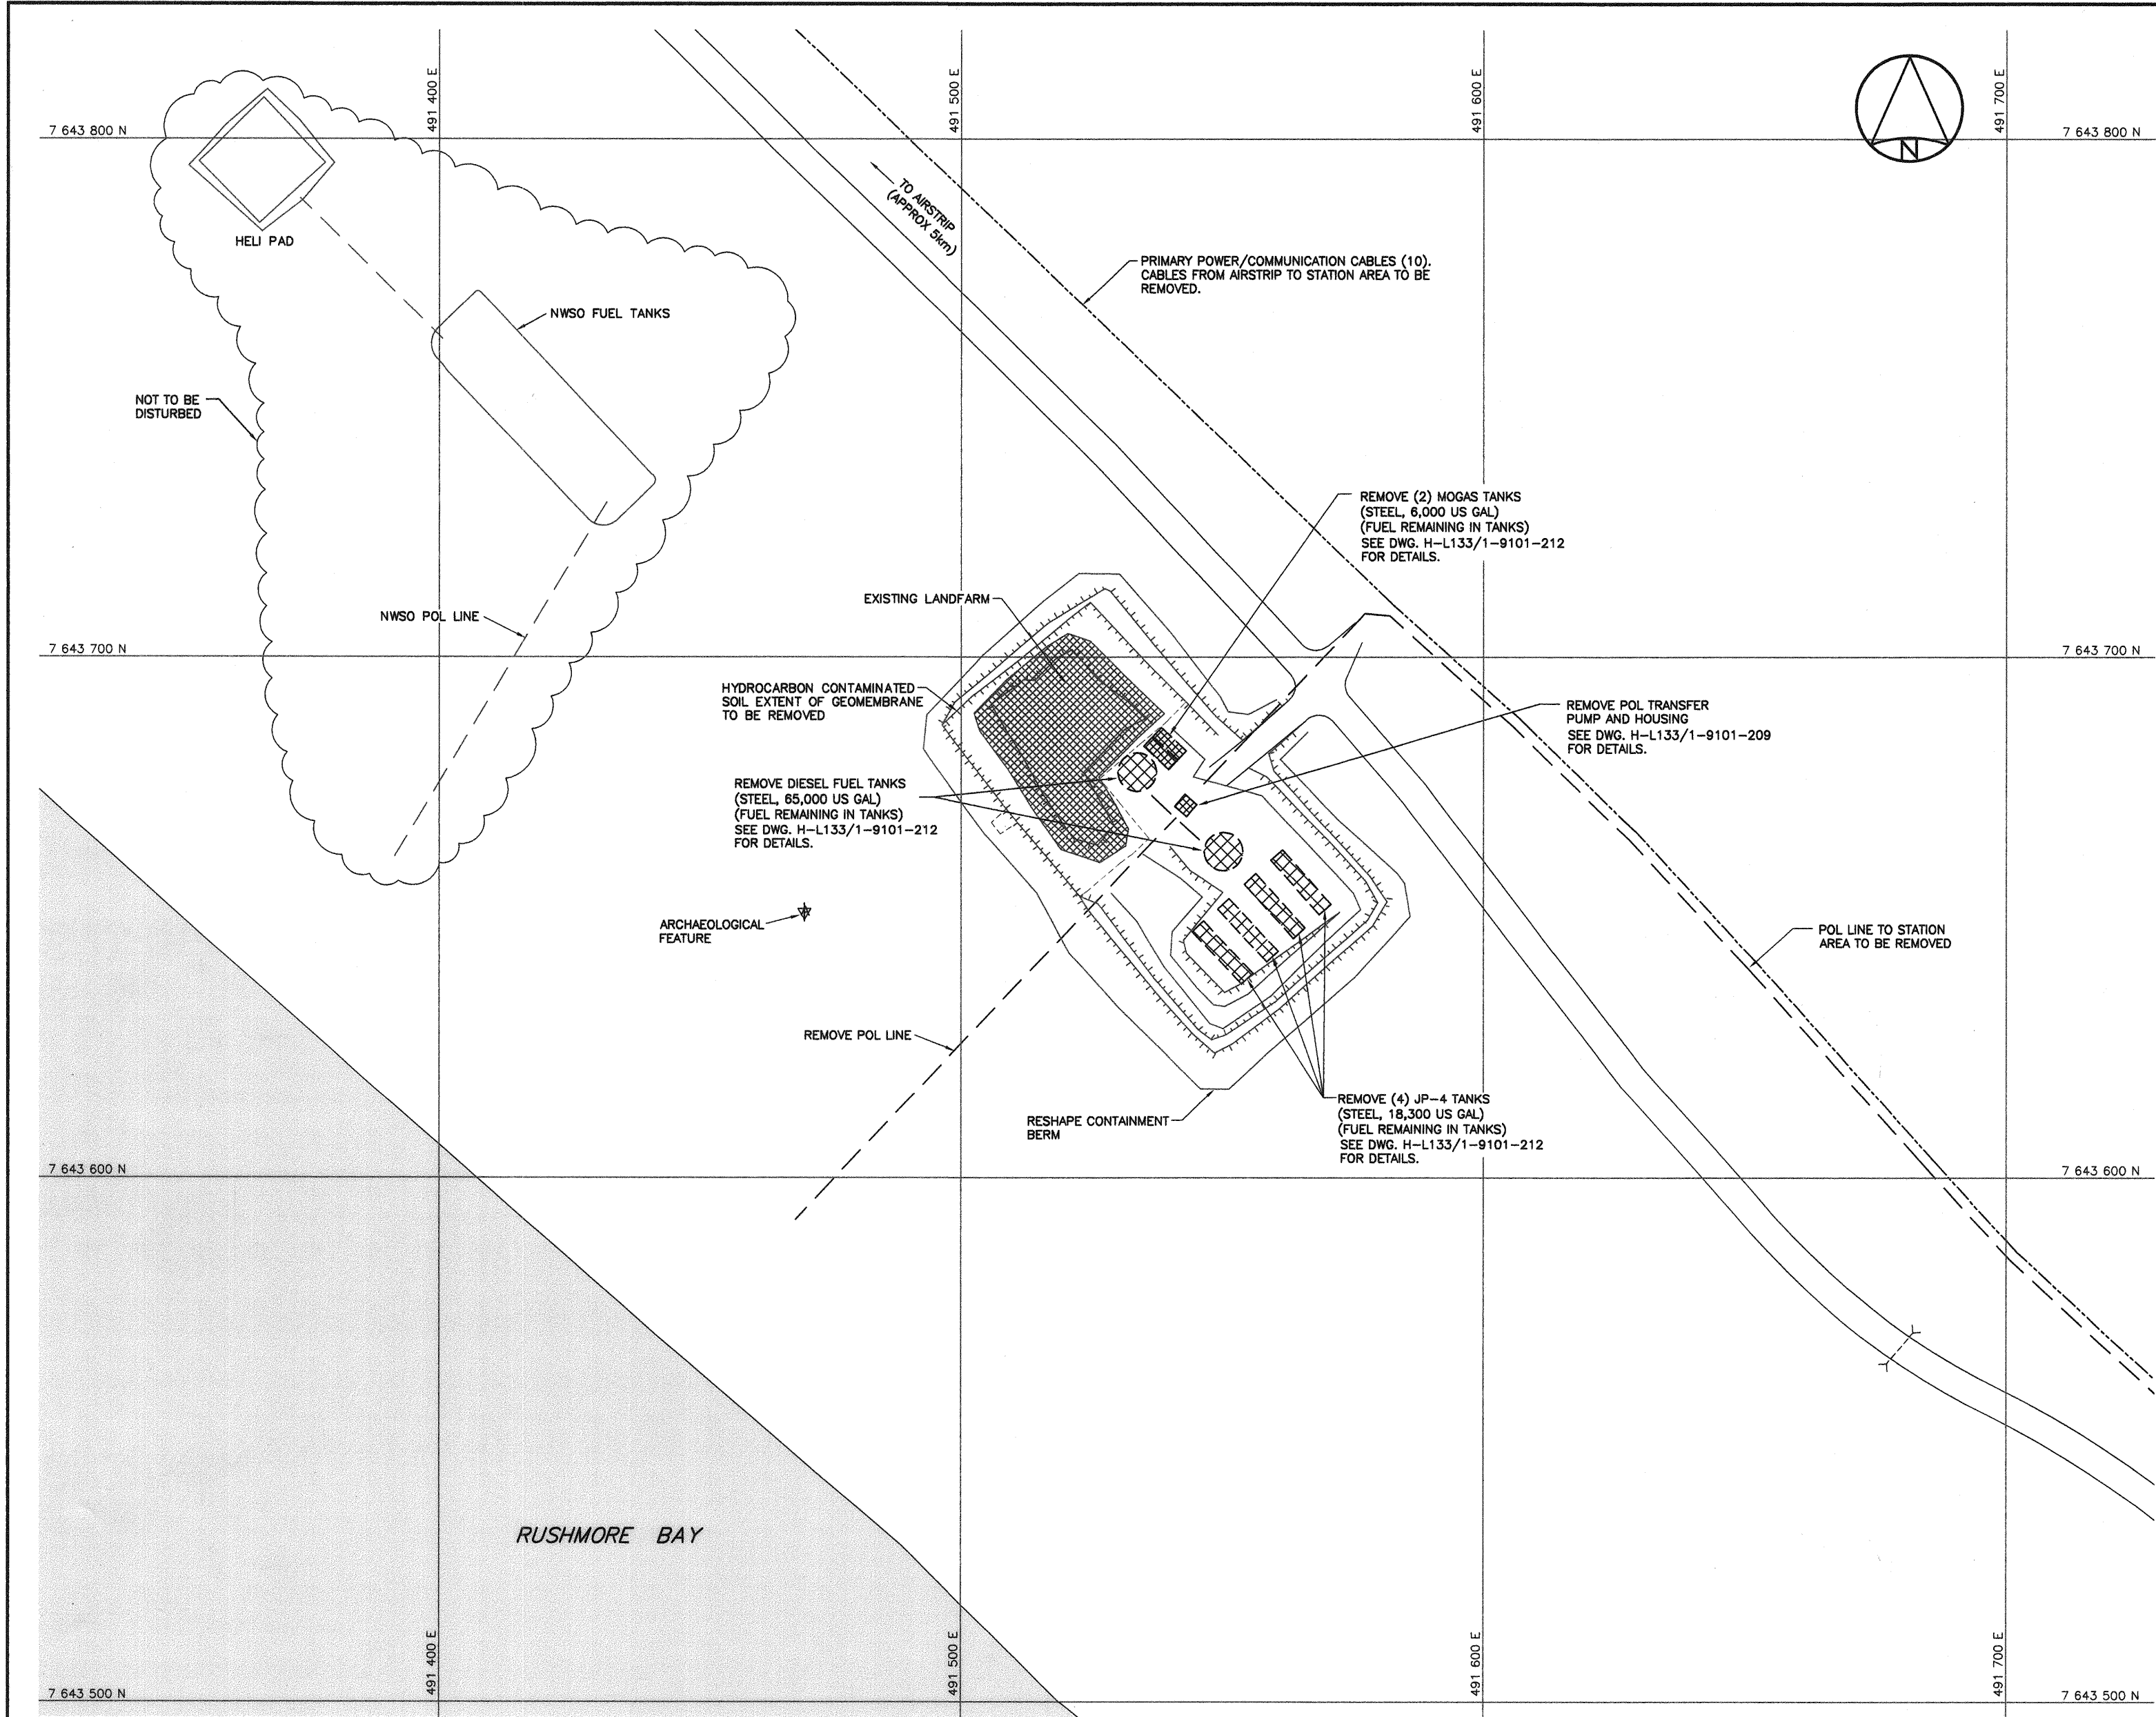 491 400 E
491 500 E
491 600 E
491 700 E
7 643 800 N
7 643 800 N
N
TO AIRSTRIP
(APPROX 5km)
HELI PAD
PRIMARY POWER/COMMUNICATION CABLES (10).
CABLES FROM AIRSTRIP TO STATION AREA TO BE
REMOVED.
NWSO FUEL TANKS
NOT TO BE
DISTURBED
REMOVE (2) MOGAS TANKS
(STEEL, 6,000 US GAL)
(FUEL REMAINING IN TANKS)
SEE DWG. H-L133/1-9101-212
FOR DETAILS.
EXISTING LANDFARM
NWSO POL LINE
7 643 700 N
7 643 700 N
HYDROCARBON CONTAMINATED
SOIL EXTENT OF GEOMEMBRANE
TO BE REMOVED
REMOVE POL TRANSFER
PUMP AND HOUSING
SEE DWG. H-L133/1-9101-209
FOR DETAILS.
REMOVE DIESEL FUEL TANKS
(STEEL, 65,000 US GAL)
(FUEL REMAINING IN TANKS)
SEE DWG. H-L133/1-9101-212
FOR DETAILS.
ARCHAEOLOGICAL
FEATURE
POL LINE TO STATION
AREA TO BE REMOVED
REMOVE POL LINE
RESHAPE CONTAINMENT
BERM
REMOVE (4) JP-4 TANKS
(STEEL, 18,300 US GAL)
(FUEL REMAINING IN TANKS)
SEE DWG. H-L133/1-9101-212
FOR DETAILS.
7 643 600 N
7 643 600 N
RUSHMORE BAY
491 400 E
491 500 E
491 600 E
491 700 E
7 643 500 N
7 643 500 N